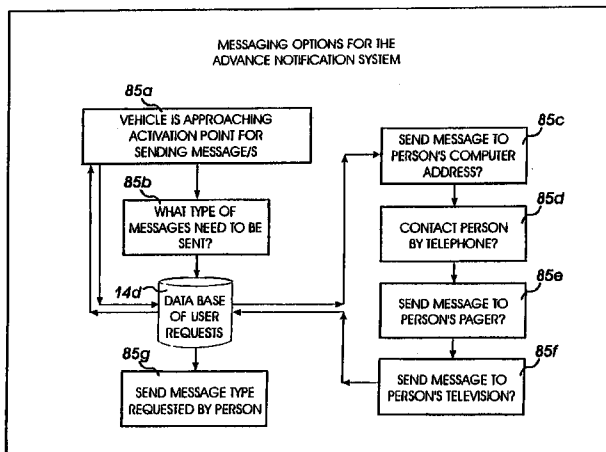 MESSAGING OPTIONS FOR THE
ADVANCE NOTIFICATION SYSTEM
85a
VEHICLE IS APPROACHING
ACTIVATION POINT FOR
SENDING MESSAGE/S
85b
WHAT TYPE OF
MESSAGES NEED TO BE
SENT?
14d
DATA BASE
OF USER
REQUESTS
85g
SEND MESSAGE TYPE
REQUESTED BY PERSON
85c
SEND MESSAGE TO
PERSON'S COMPUTER
ADDRESS?
85d
CONTACT PERSON
BY TELEPHONE?
85e
SEND MESSAGE TO
PERSON'S PAGER?
85f
SEND MESSAGE TO
PERSON'S TELEVISION?